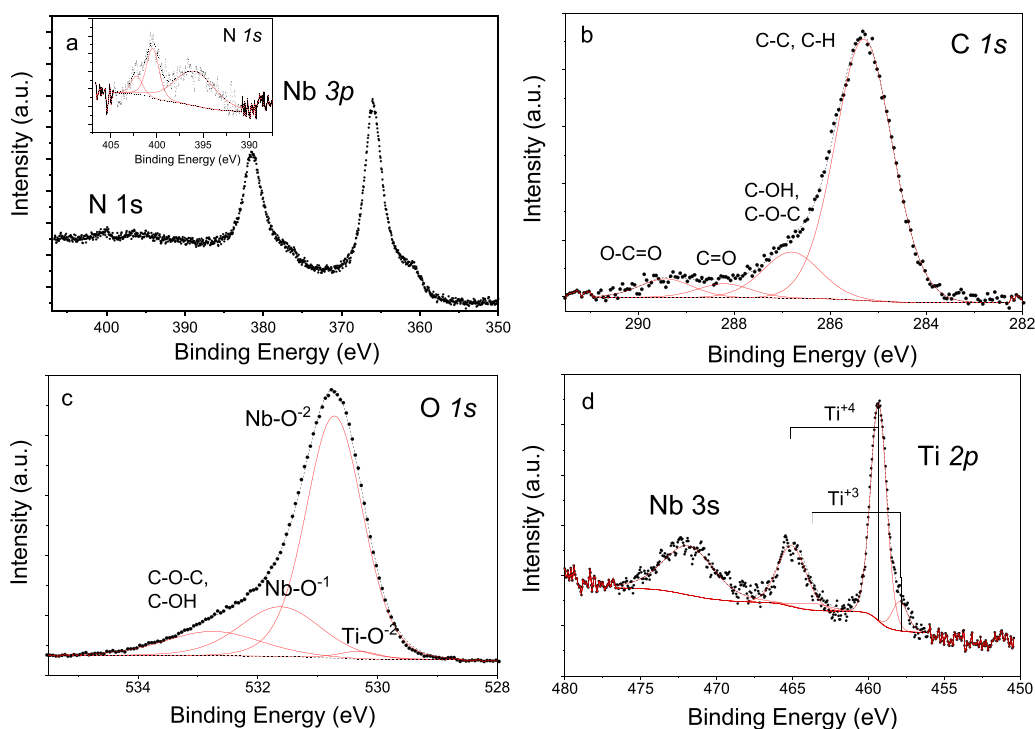 a
N 1s
405 400 395 390
Binding Energy (eV)
Nb 3p
N 1s
Intensity (a.u.)
400 390 380 370 360 350
Binding Energy (eV)
b
C-C, C-H
C 1s
C-OH,
C-O-C
O-C=O
C=O
Intensity (a.u.)
290 288 286 284 282
Binding Energy (eV)
c
O 1s
Nb-O-2
C-O-C,
C-OH
Nb-O-1
Ti-O-2
Intensity (a.u.)
534 532 530 528
Binding Energy (eV)
d
Ti+4
Ti 2p
Ti+3
Nb 3s
Intensity (a.u.)
480 475 470 465 460 455 450
Binding Energy (eV)